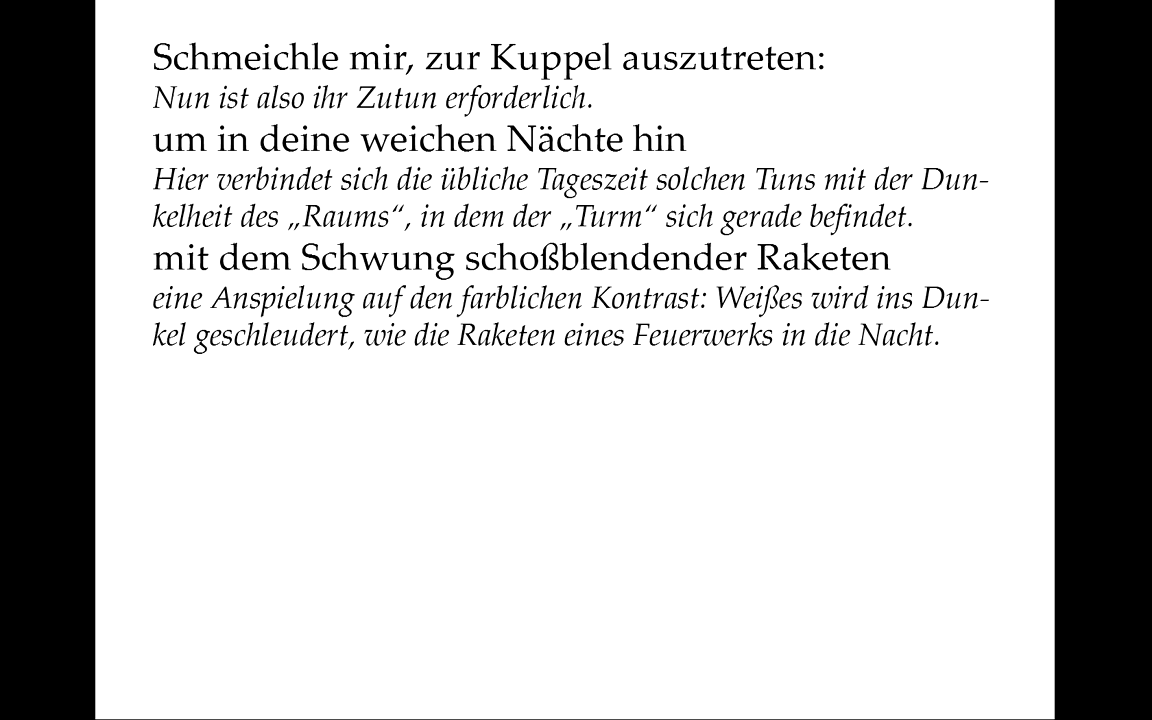 Schmeichle mir, zur Kuppel auszutreten:
Nun ist also ihr Zutun erforderlich.
um in deine weichen Nächte hin
Hier verbindet sich die übliche Tageszeit solchen Tuns mit der Dun-
kelheit des „Raums“, in dem der „Turm“ sich gerade befindet.
mit dem Schwung schoßblendender Raketen
eine Anspielung auf den farblichen Kontrast: Weißes wird ins Dun-
kel geschleudert, wie die Raketen eines Feuerwerks in die Nacht.